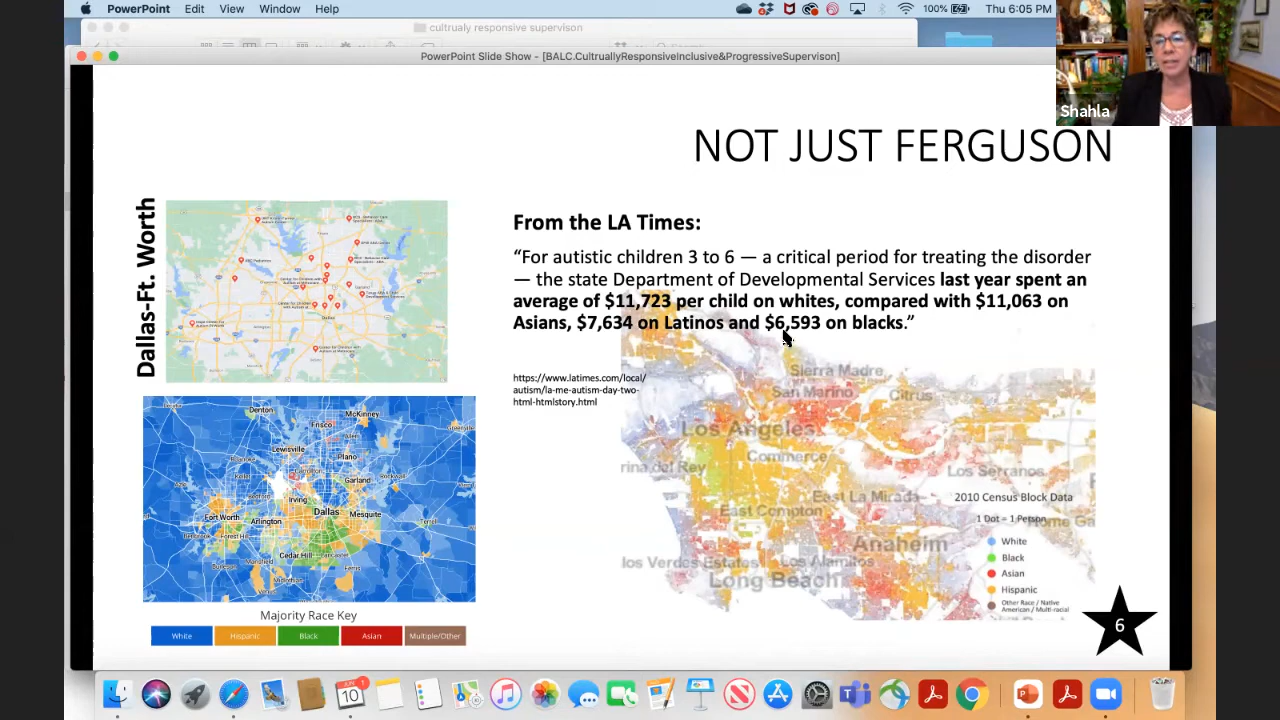 PowerPoint Edit View Window Help
100% Thu 6:05 PM
cultrualy responsive supervision
PowerPoint Slide Show - [BALC.CultruallyResponsiveInclusive&ProgressiveSupervison]
Shahla
NOT JUST FERGUSON
Dallas-Ft. Worth
From the LA Times:
“For autistic children 3 to 6 — a critical period for treating the disorder
— the state Department of Developmental Services last year spent an
average of $11,723 per child on whites, compared with $11,063 on
Asians, $7,634 on Latinos and $6,593 on blacks.”
https://www.latimes.com/local/
autism/la-me-autism-day-two-
html-htmlstory.html
Denton
McKinney
Frisco
Lewisville
Plano
Garland
Irving
Dallas
Mesquite
Fort Worth
Arlington
Cedar Hill
Lancaster
Terrell
Majority Race Key
White Hispanic Black Asian Multiple/Other
Sierra Madre
San Marino
Citrus
Los Angeles
Commerce
rina del Rey
Los Serranos
East La Mirada
East Compton
Anaheim
los Verdes Estates
Los Alamitos
Long Beach
2010 Census Block Data
1 Dot = 1 Person
White
Black
Asian
Hispanic
Other Race / Native
American / Multi-racial
6
JUN
10
1